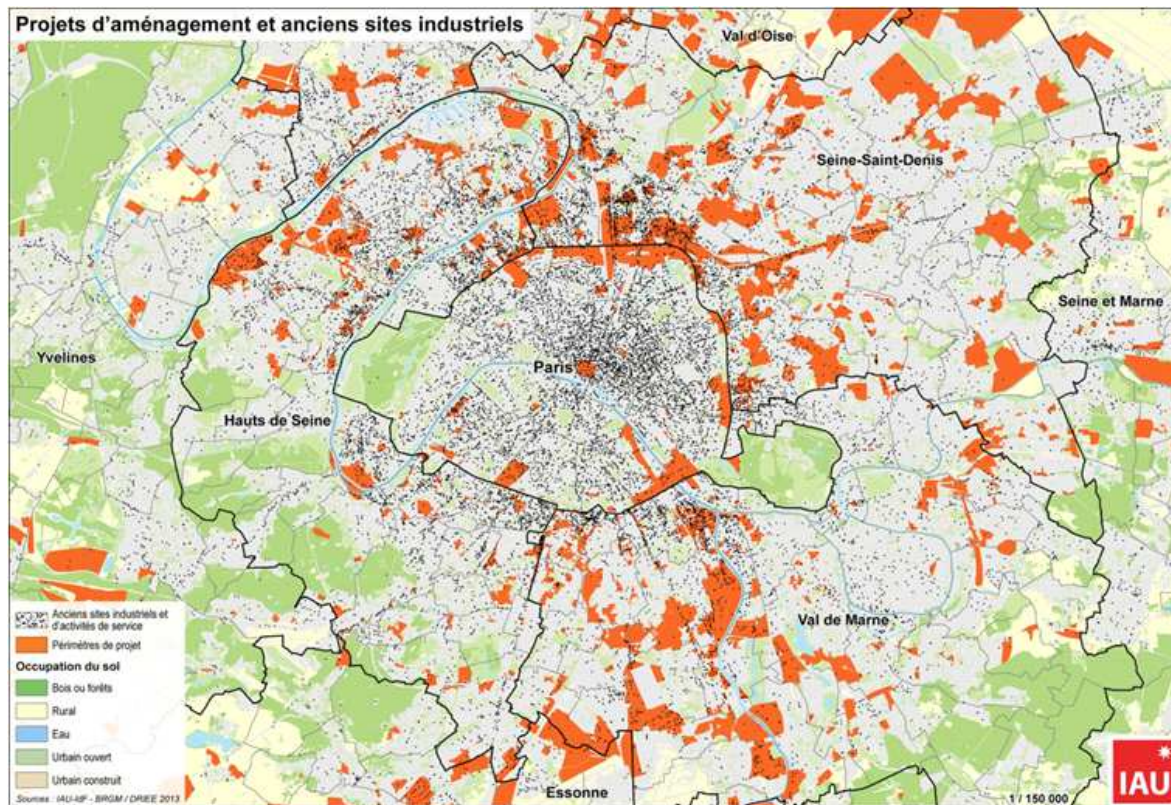 Projets d'aménagement et anciens sites industriels
Val d'Oise
Seine-Saint-Denis
Seine et Marne
Yvelines
Paris
Hauts de Seine
Val de Marne
Essonne
Anciens sites industriels et
d'activités de service
Périmètres de projet
Occupation du sol
Bois ou forêts
Rural
Eau
Urbain ouvert
Urbain construit
Sources : IAU-IdF - BRGM / DRIEE 2013
1 / 150 000
IAU